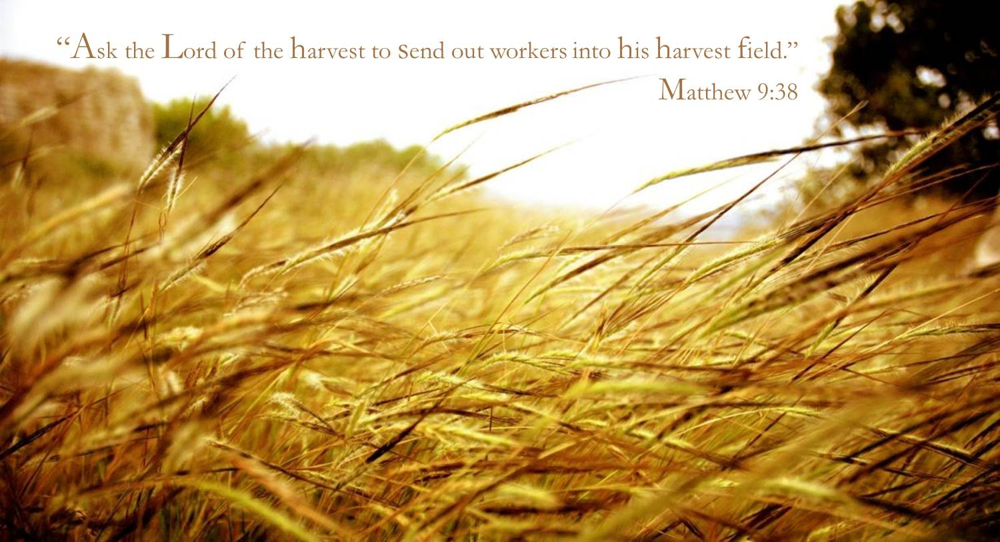 “Ask the Lord of the harvest to send out workers into his harvest field.”
Matthew 9:38